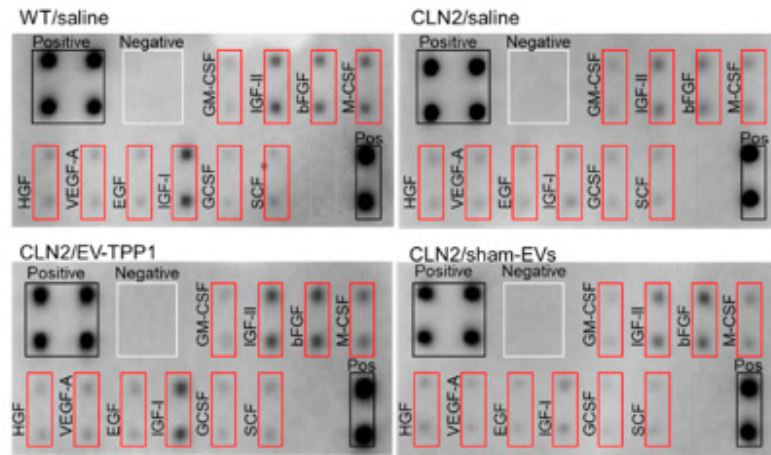 WT/saline
Positive Negative GM-CSF IGF-II bFGF M-CSF
HGF VEGF-A EGF IGF-I GCSF SCF Pos
CLN2/saline
Positive Negative GM-CSF IGF-II bFGF M-CSF
HGF VEGF-A EGF IGF-I GCSF SCF Pos
CLN2/EV-TPP1
Positive Negative GM-CSF IGF-II bFGF M-CSF
HGF VEGF-A EGF IGF-I GCSF SCF Pos
CLN2/sham-EVs
Positive Negative GM-CSF IGF-II bFGF M-CSF
HGF VEGF-A EGF IGF-I GCSF SCF Pos